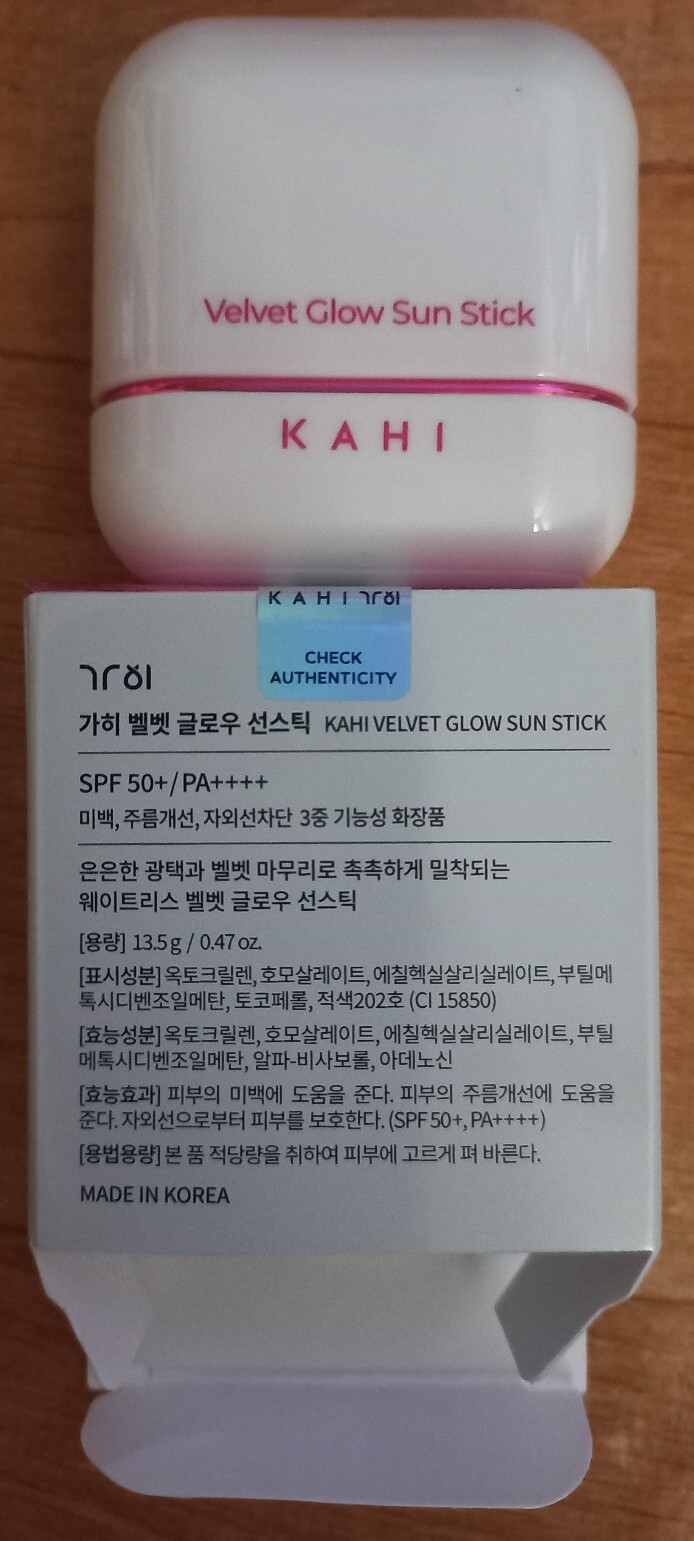 Velvet Glow Sun Stick
KAHI
KAHI 가히
CHECK
AUTHENTICITY
가히
가히 벨벳 글로우 선스틱 KAHI VELVET GLOW SUN STICK
SPF 50+/PA++++
미백, 주름개선, 자외선차단 3중 기능성 화장품
은은한 광택과 벨벳 마무리로 촉촉하게 밀착되는
웨이트리스 벨벳 글로우 선스틱
[용량] 13.5 g / 0.47 oz.
[표시성분] 옥토크릴렌, 호모살레이트, 에칠헥실살리실레이트, 부틸메
톡시디벤조일메탄, 토코페롤, 적색202호 (CI 15850)
[효능성분] 옥토크릴렌, 호모살레이트, 에칠헥실살리실레이트, 부틸
메톡시디벤조일메탄, 알파-비사보롤, 아데노신
[효능효과] 피부의 미백에 도움을 준다. 피부의 주름개선에 도움을
준다. 자외선으로부터 피부를 보호한다. (SPF 50+, PA++++)
[용법용량] 본 품 적당량을 취하여 피부에 고르게 펴 바른다.
MADE IN KOREA